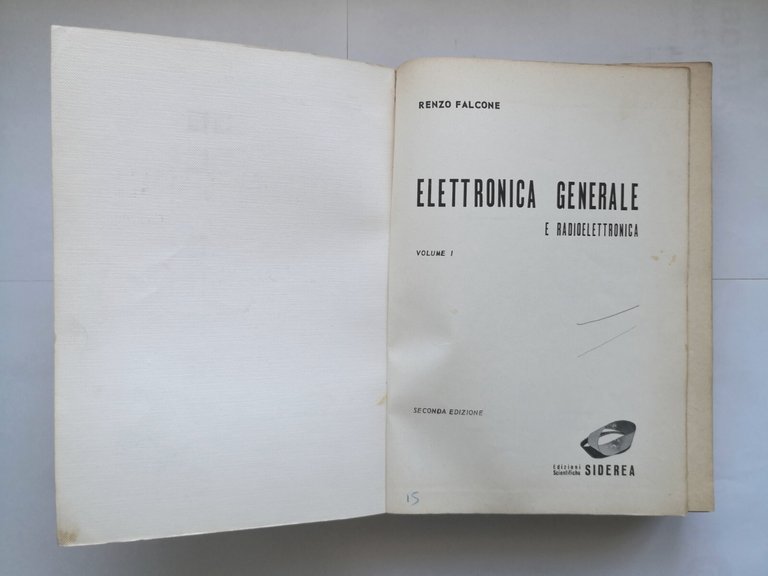 RENZO FALCONE
ELETTRONICA GENERALE
E RADIOELETTRONICA
VOLUME I
SECONDA EDIZIONE
Edizioni
Scientifiche SIDEREA
15